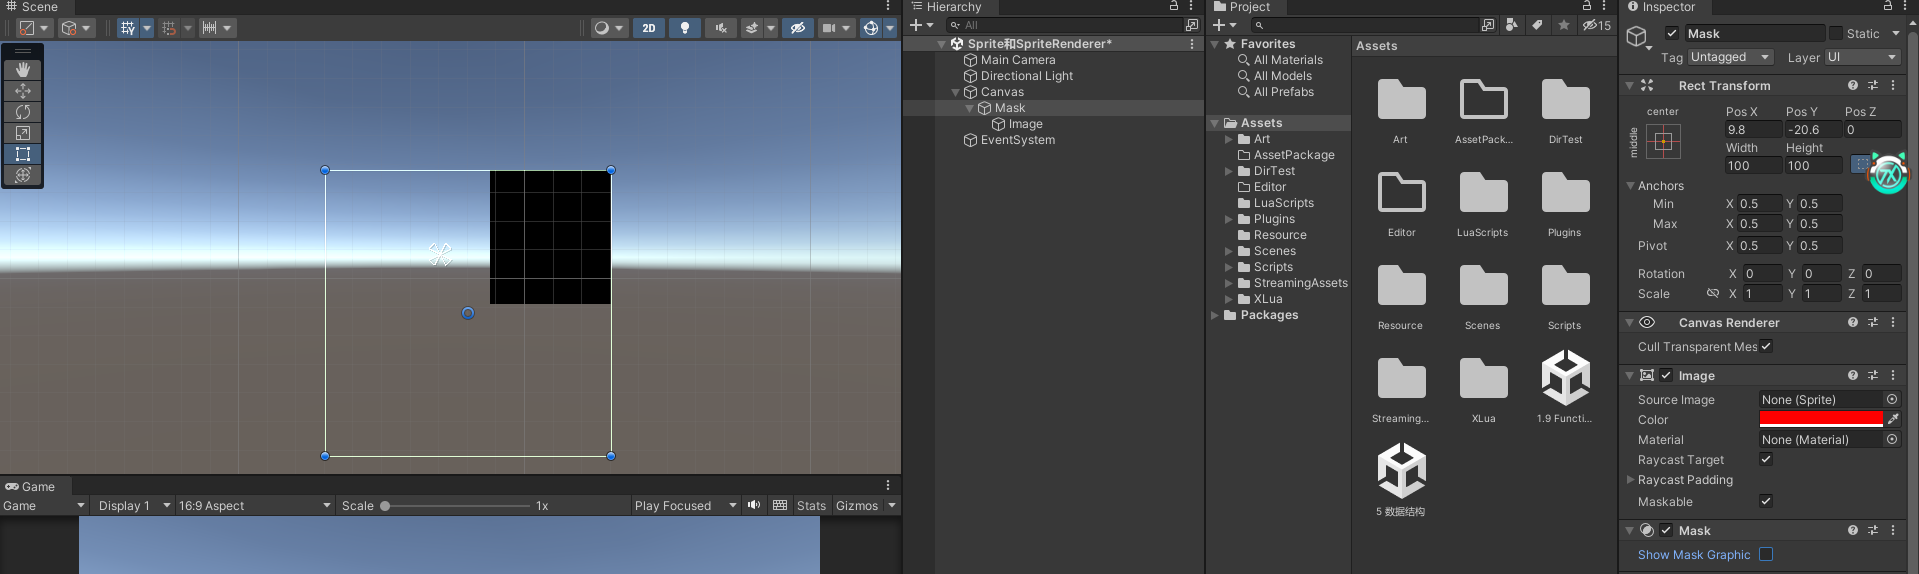 Scene
2D
Game
Game
Display 1
16:9 Aspect
Scale
1x
Play Focused
Stats
Gizmos
Hierarchy
All
Sprite和SpriteRenderer*
Main Camera
Directional Light
Canvas
Mask
Image
EventSystem
Project
15
Favorites
All Materials
All Models
All Prefabs
Assets
Art
AssetPackage
DirTest
Editor
LuaScripts
Plugins
Resource
Scenes
Scripts
StreamingAssets
XLua
Packages
Assets
Art
AssetPack...
DirTest
Editor
LuaScripts
Plugins
Resource
Scenes
Scripts
Streaming...
XLua
1.9 Functi...
5 数据结构
Inspector
Mask
Static
Tag Untagged
Layer UI
Rect Transform
center
middle
Pos X Pos Y Pos Z
9.8 -20.6 0
Width Height
100 100
7X
Anchors
Min X 0.5 Y 0.5
Max X 0.5 Y 0.5
Pivot X 0.5 Y 0.5
Rotation X 0 Y 0 Z 0
Scale X 1 Y 1 Z 1
Canvas Renderer
Cull Transparent Mes
Image
Source Image None (Sprite)
Color
Material None (Material)
Raycast Target
Raycast Padding
Maskable
Mask
Show Mask Graphic